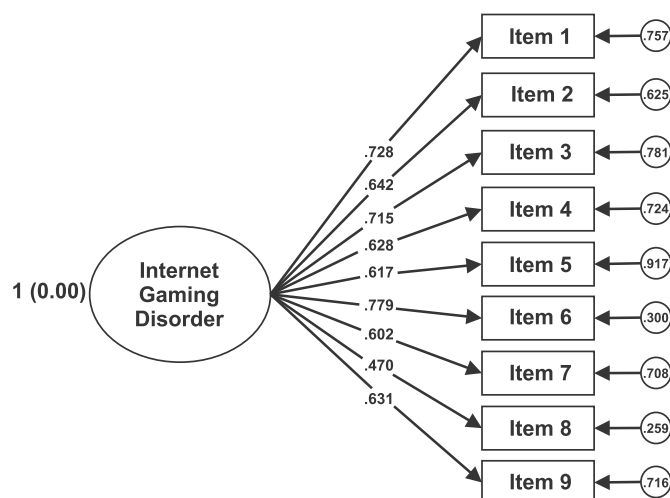 Item 1
.757
Item 2
.625
.728
Item 3
.781
.642
Item 4
.724
.715
.628
Item 5
.917
.617
Internet
Gaming
Disorder
1 (0.00)
.779
Item 6
.300
.602
.470
Item 7
.708
.631
Item 8
.259
Item 9
.716